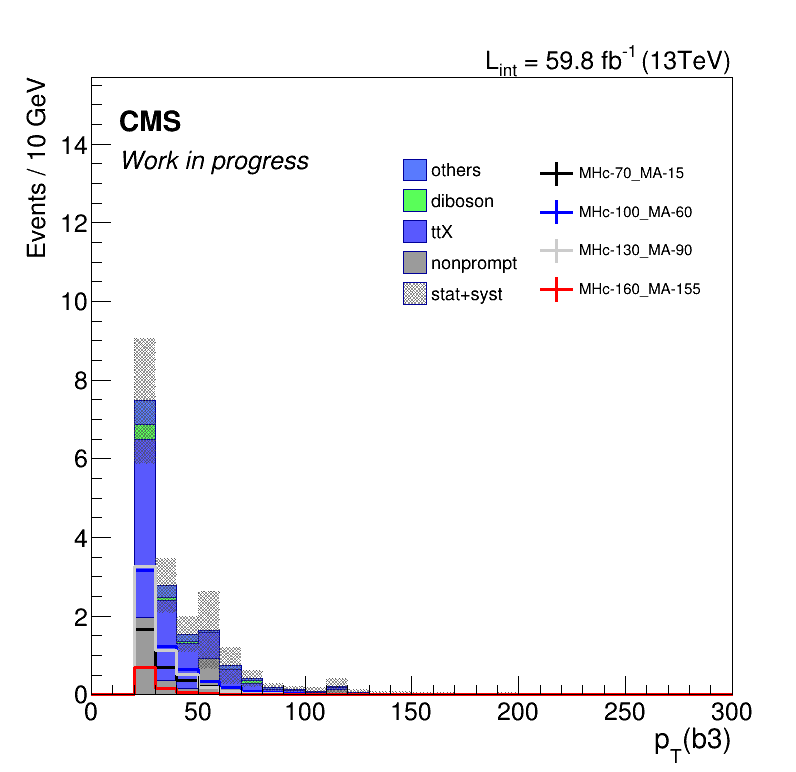 L_int = 59.8 fb^-1 (13TeV)
Events / 10 GeV
CMS
Work in progress
others
diboson
ttX
nonprompt
stat+syst
MHc-70_MA-15
MHc-100_MA-60
MHc-130_MA-90
MHc-160_MA-155
14
12
10
8
6
4
2
0
0 50 100 150 200 250 300
p_T(b3)